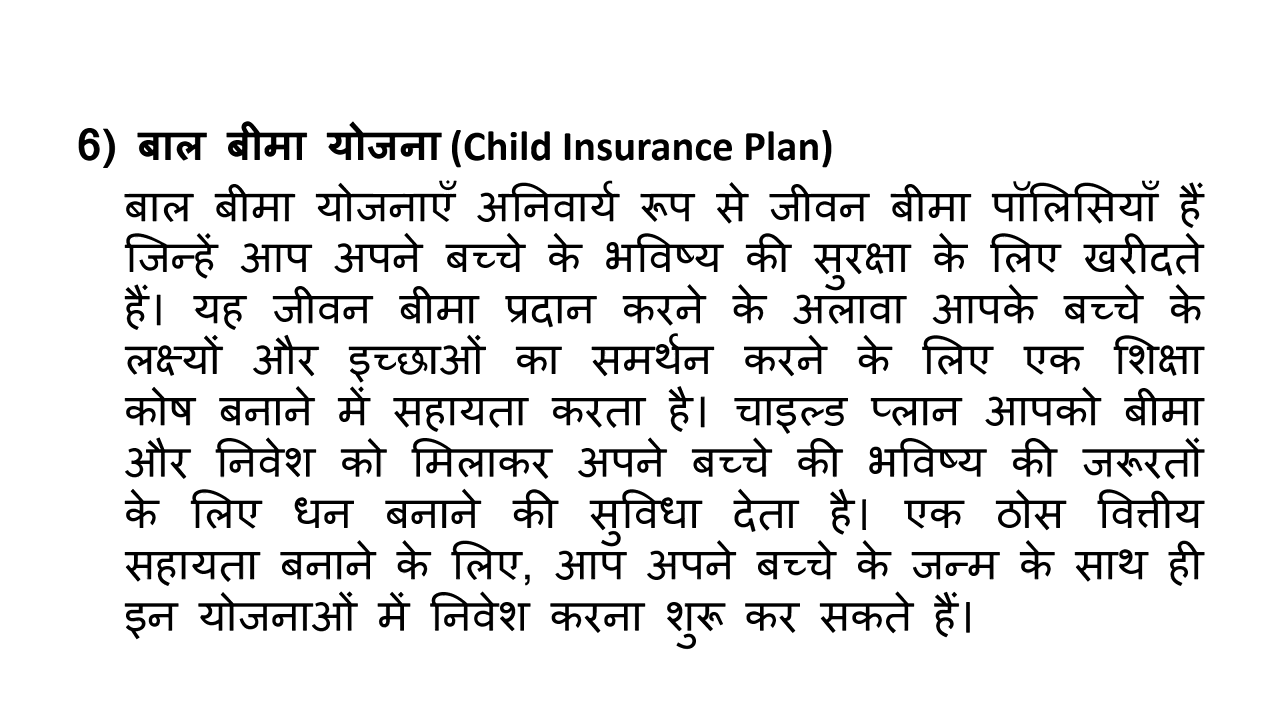 6) बाल बीमा योजना (Child Insurance Plan)
बाल बीमा योजनाएँ अनिवार्य रूप से जीवन बीमा पॉलिसियाँ हैं
जिन्हें आप अपने बच्चे के भविष्य की सुरक्षा के लिए खरीदते
हैं। यह जीवन बीमा प्रदान करने के अलावा आपके बच्चे के
लक्ष्यों और इच्छाओं का समर्थन करने के लिए एक शिक्षा
कोष बनाने में सहायता करता है। चाइल्ड प्लान आपको बीमा
और निवेश को मिलाकर अपने बच्चे की भविष्य की जरूरतों
के लिए धन बनाने की सुविधा देता है। एक ठोस वित्तीय
सहायता बनाने के लिए, आप अपने बच्चे के जन्म के साथ ही
इन योजनाओं में निवेश करना शुरू कर सकते हैं।